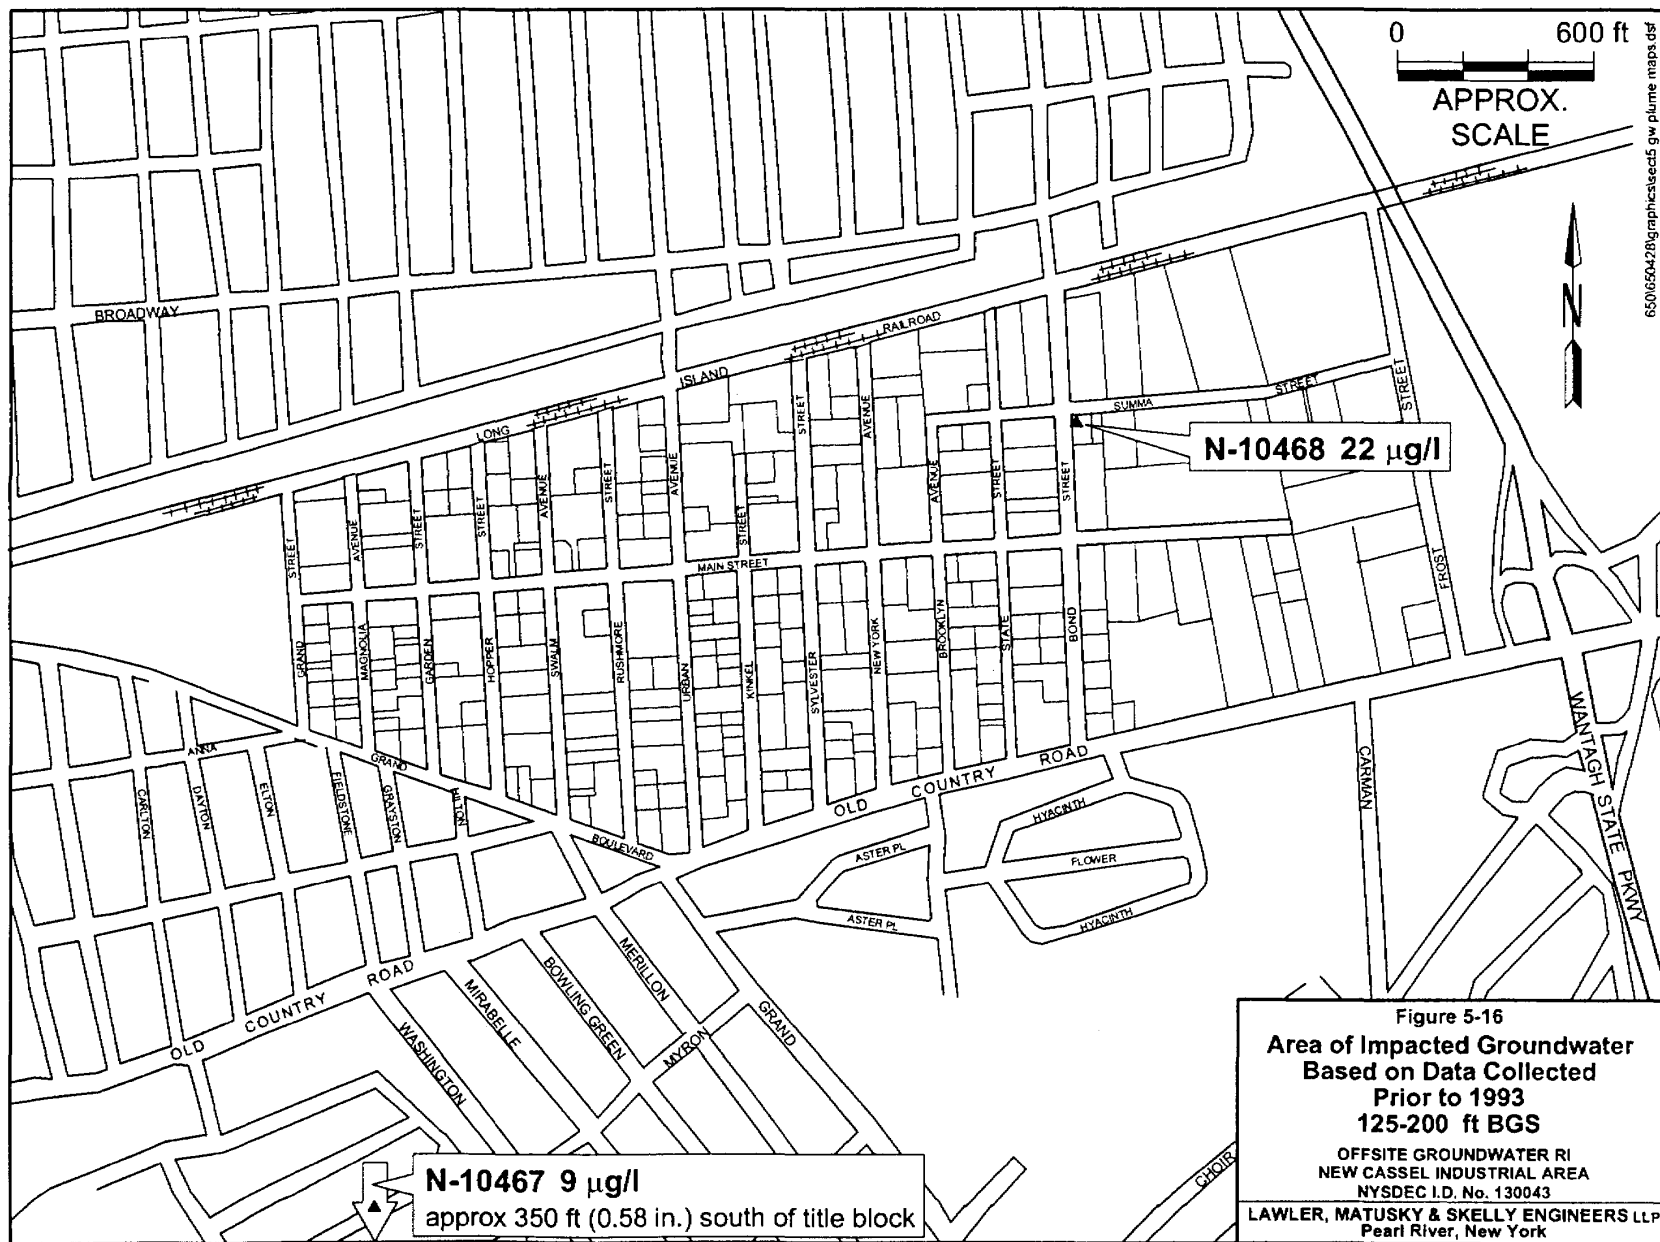 0 600 ft
APPROX.
SCALE
650\650428\graphics\sect5 gw plume maps.dsf
N
BROADWAY
LONG
ISLAND
RAILROAD
SUMMA
STREET
N-10468 22 µg/l
STREET
AVENUE
STREET
STREET
AVENUE
STREET
AVENUE
STREET
STREET
AVENUE
AVENUE
STREET
STREET
STREET
MAIN STREET
GRAND
MAGNOLIA
GARDEN
HOPPER
SWALM
RUSHMORE
URBAN
KINKEL
SYLVESTER
NEW YORK
BROOKLYN
STATE
BOND
FROST
WANTAGH STATE PKWY
CARMAN
ANNA
GRAND
BOULEVARD
CARLTON
DAYTON
ELTON
FIELDSTONE
GRAYSTON
HILTON
OLD COUNTRY ROAD
HYACINTH
FLOWER
HYACINTH
ASTER PL
ASTER PL
OLD COUNTRY ROAD
WASHINGTON
MIRABELLE
BOWLING GREEN
MERILLON
MYRON
GRAND
CHOIR
N-10467 9 µg/l
approx 350 ft (0.58 in.) south of title block
Figure 5-16
Area of Impacted Groundwater
Based on Data Collected
Prior to 1993
125-200 ft BGS
OFFSITE GROUNDWATER RI
NEW CASSEL INDUSTRIAL AREA
NYSDEC I.D. No. 130043
LAWLER, MATUSKY & SKELLY ENGINEERS LLP
Pearl River, New York